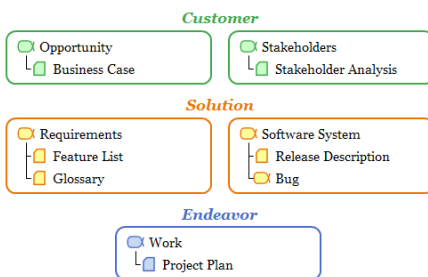 Customer
Opportunity
Business Case
Stakeholders
Stakeholder Analysis
Solution
Requirements
Feature List
Glossary
Software System
Release Description
Bug
Endeavor
Work
Project Plan